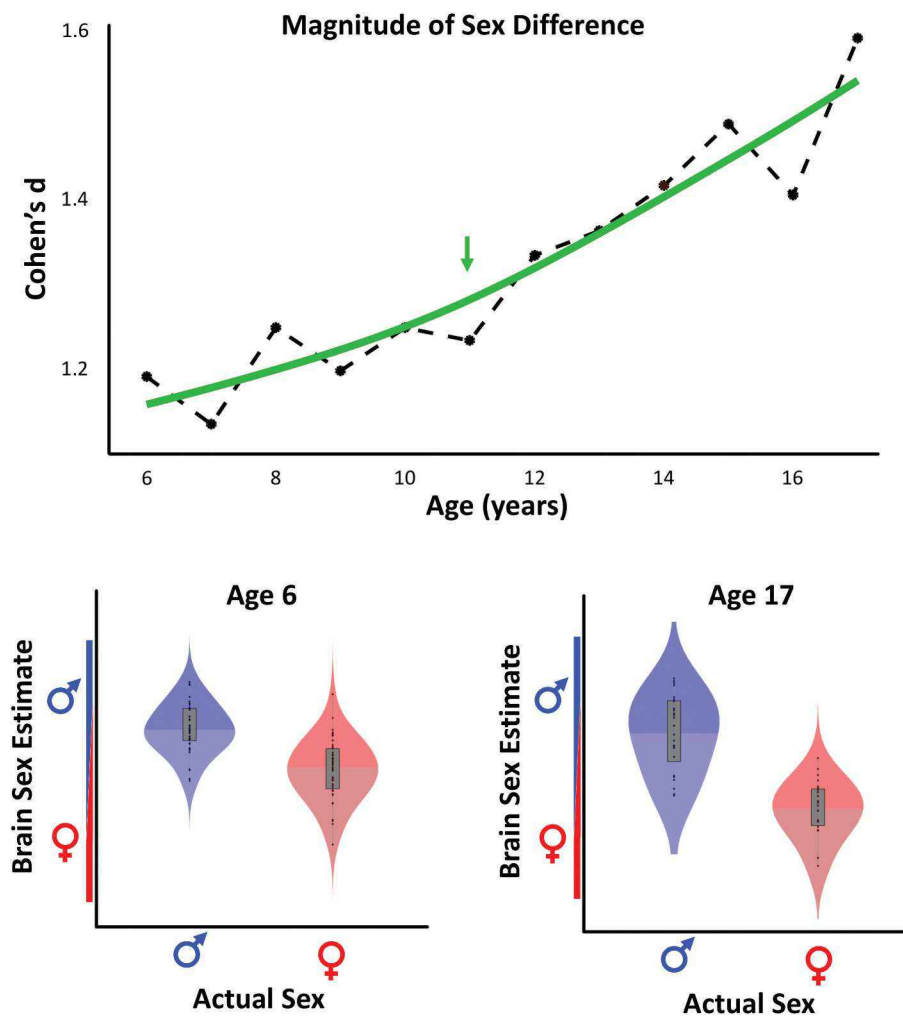 Magnitude of Sex Difference
1.6
1.4
1.2
Cohen's d
6 8 10 12 14 16
Age (years)
Age 6
Brain Sex Estimate
♂
♀
♂ ♀
Actual Sex
Age 17
Brain Sex Estimate
♂
♀
♂ ♀
Actual Sex